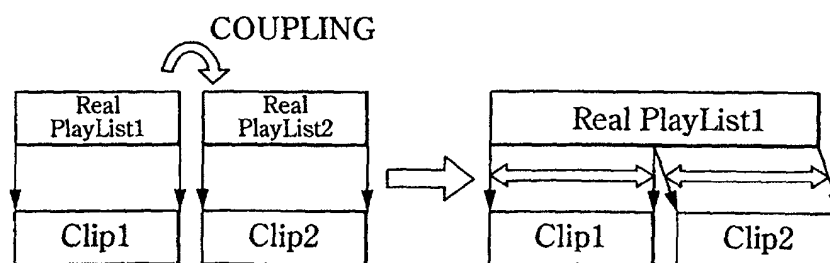 COUPLING
Real
PlayList1
Real
PlayList2
Real PlayList1
Clip1
Clip2
Clip1
Clip2